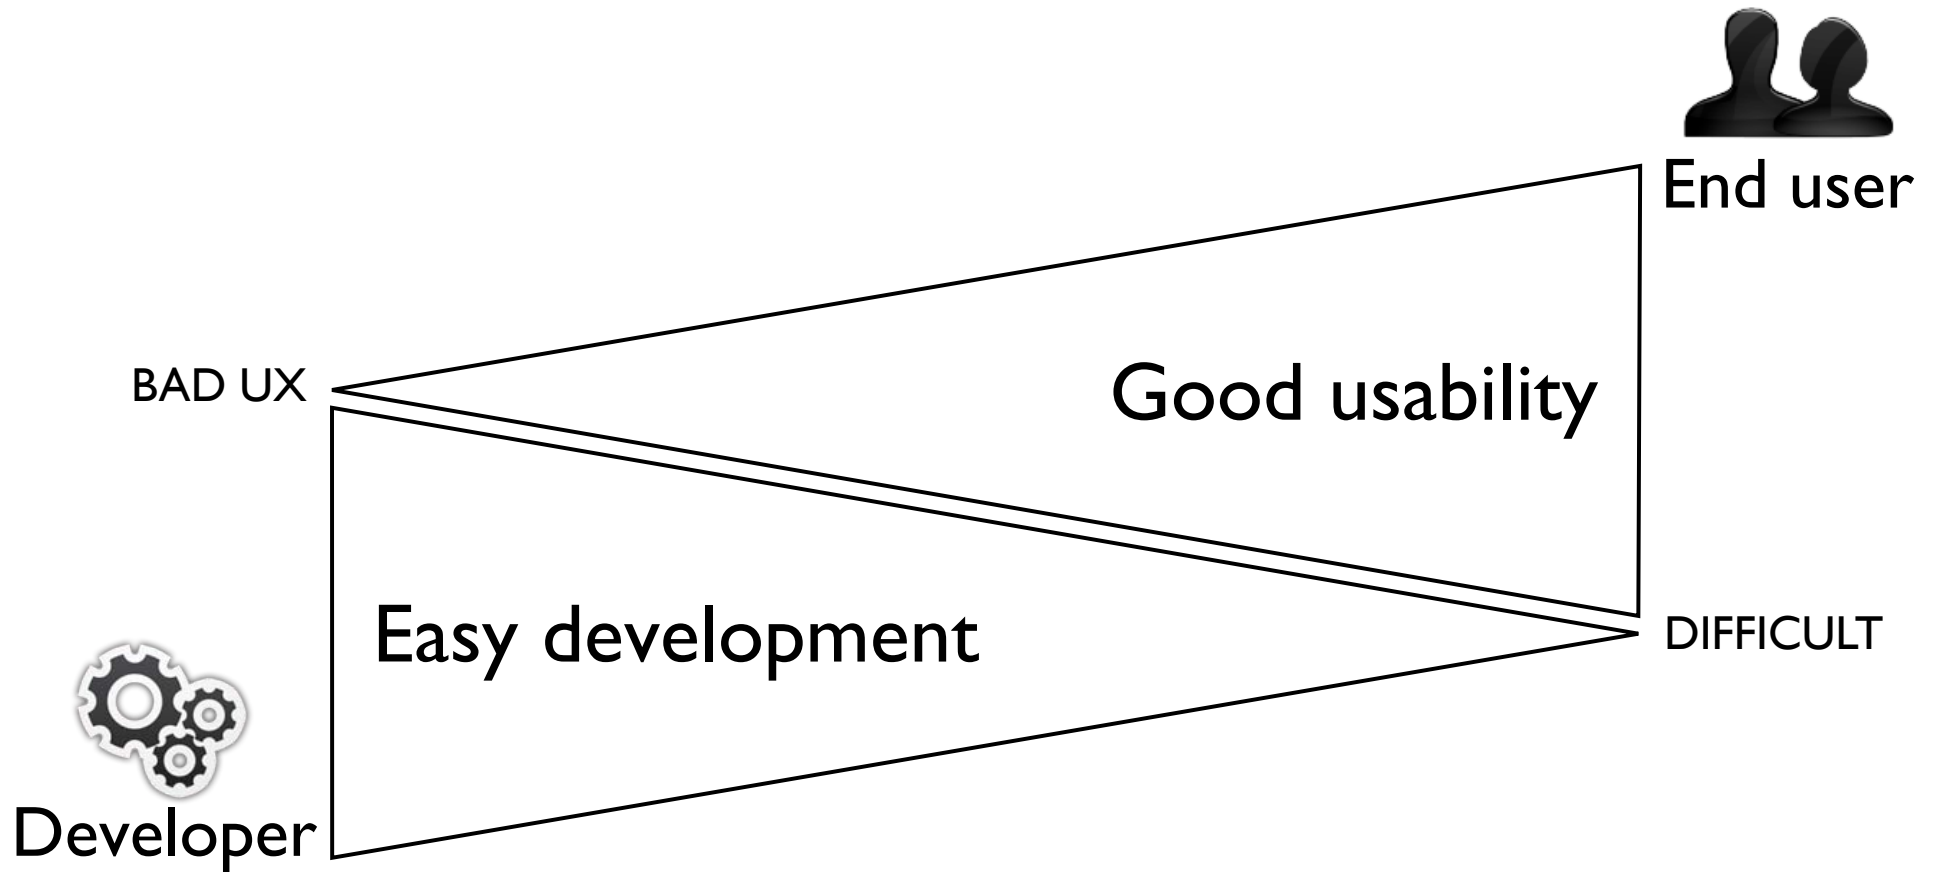 End user
BAD UX
Good usability
Easy development
DIFFICULT
Developer